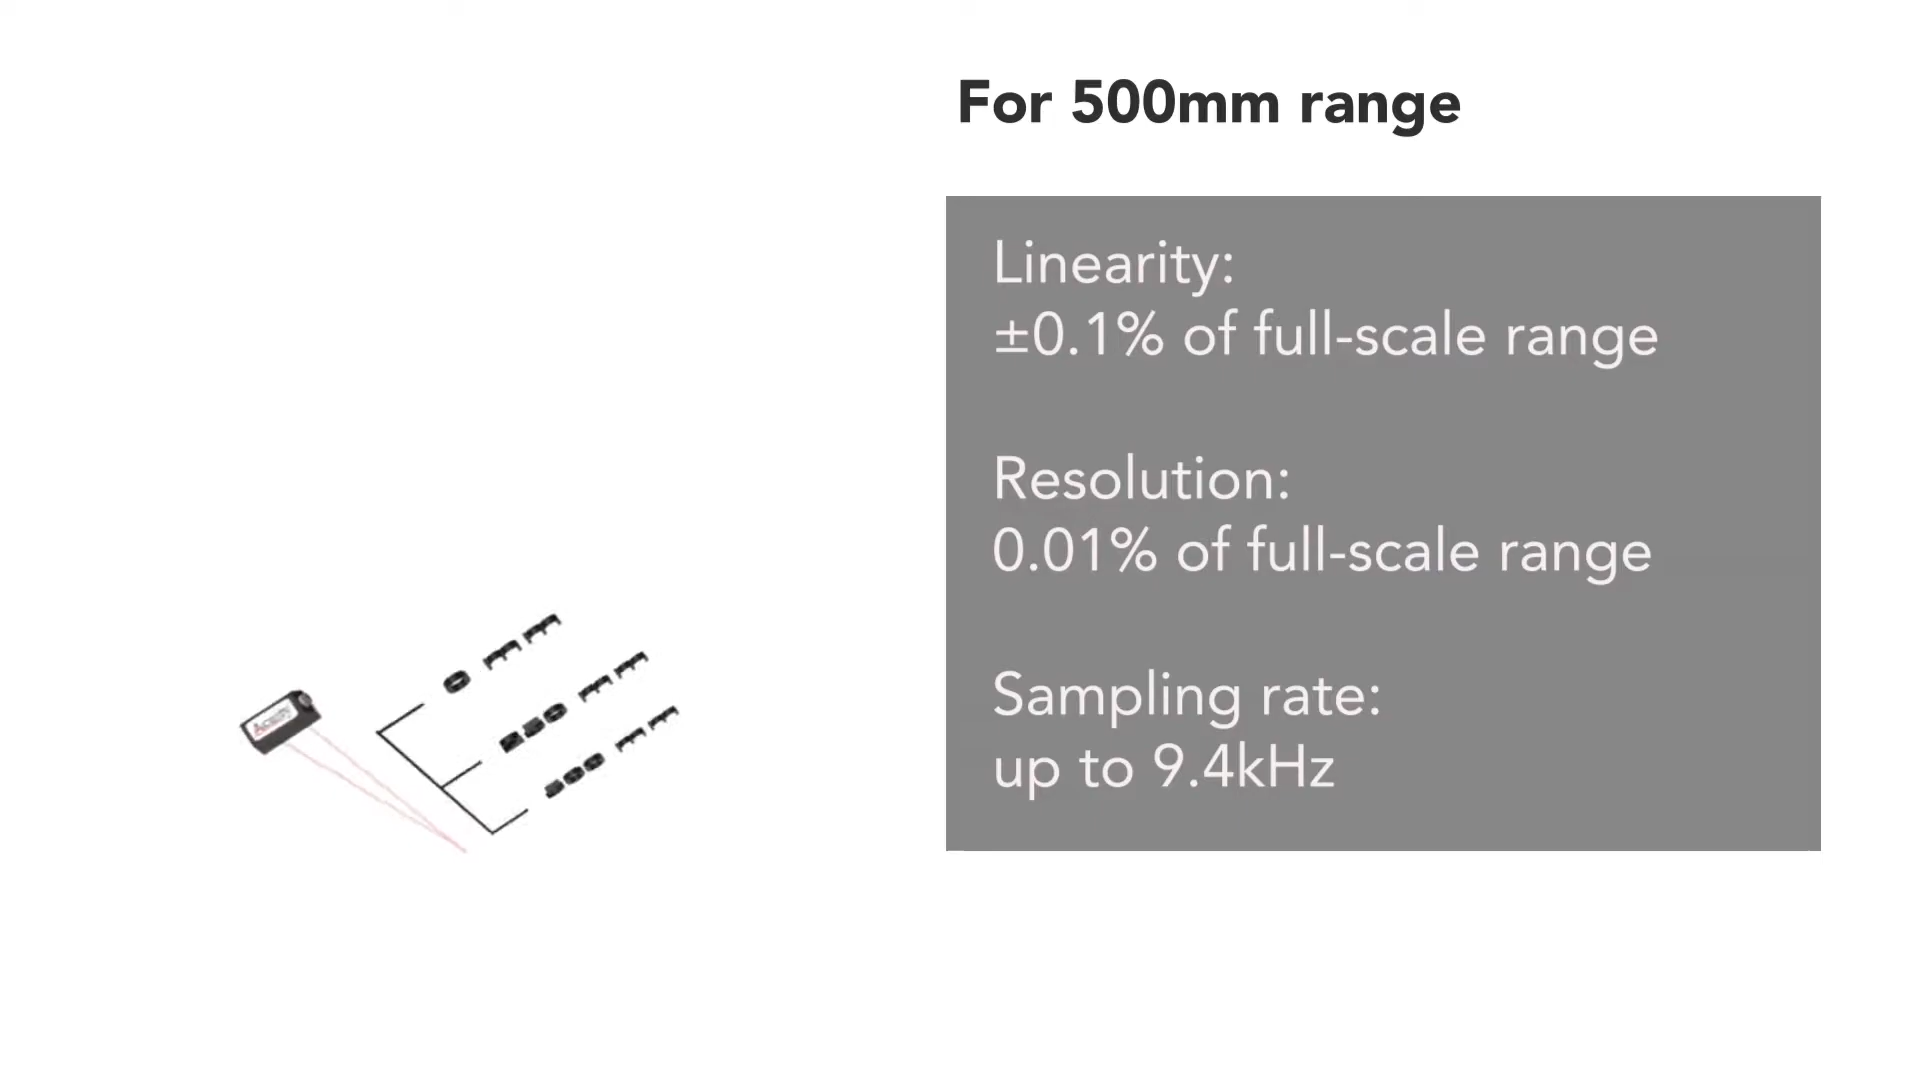 For 500mm range
Linearity:
±0.1% of full-scale range
Resolution:
0.01% of full-scale range
Sampling rate:
up to 9.4kHz
Acuity
0 mm
250 mm
500 mm